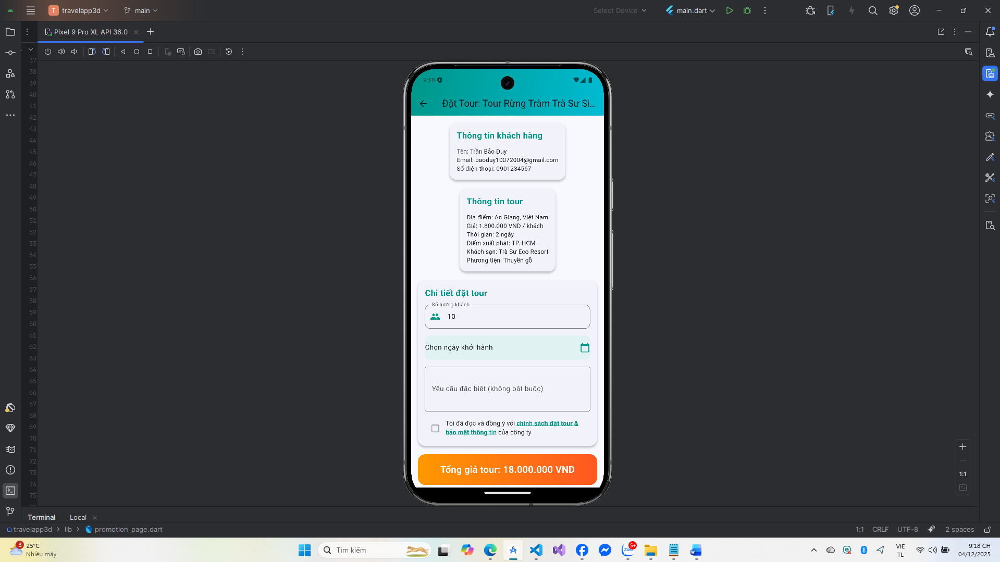 T travelapp3d main Select Device main.dart
Pixel 9 Pro XL API 36.0
37
38
39
40
41
42
43
44
45
46
47
48
49
50
51
52
53
54
55
56
57
58
59
60
61
62
63
64
65
66
67
68
69
70
71
72
73
74
75
9:18
Đặt Tour: Tour Rừng Tràm Trà Sư Si...
Thông tin khách hàng
Tên: Trần Bảo Duy
Email: baoduy10072004@gmail.com
Số điện thoại: 0901234567
Thông tin tour
Địa điểm: An Giang, Việt Nam
Giá: 1.800.000 VND / khách
Thời gian: 2 ngày
Điểm xuất phát: TP. HCM
Khách sạn: Trà Sư Eco Resort
Phương tiện: Thuyền gỗ
Chi tiết đặt tour
Số lượng khách
10
Chọn ngày khởi hành
Yêu cầu đặc biệt (không bắt buộc)
Tôi đã đọc và đồng ý với chính sách đặt tour &
bảo mật thông tin của công ty
Tổng giá tour: 18.000.000 VND
1:1
Terminal Local
travelapp3d lib promotion_page.dart 1:1 CRLF UTF-8 2 spaces
3
25°C
Nhiều mây
Tìm kiếm
Zalo
5+
VIE
TL
9:18 CH
04/12/2025